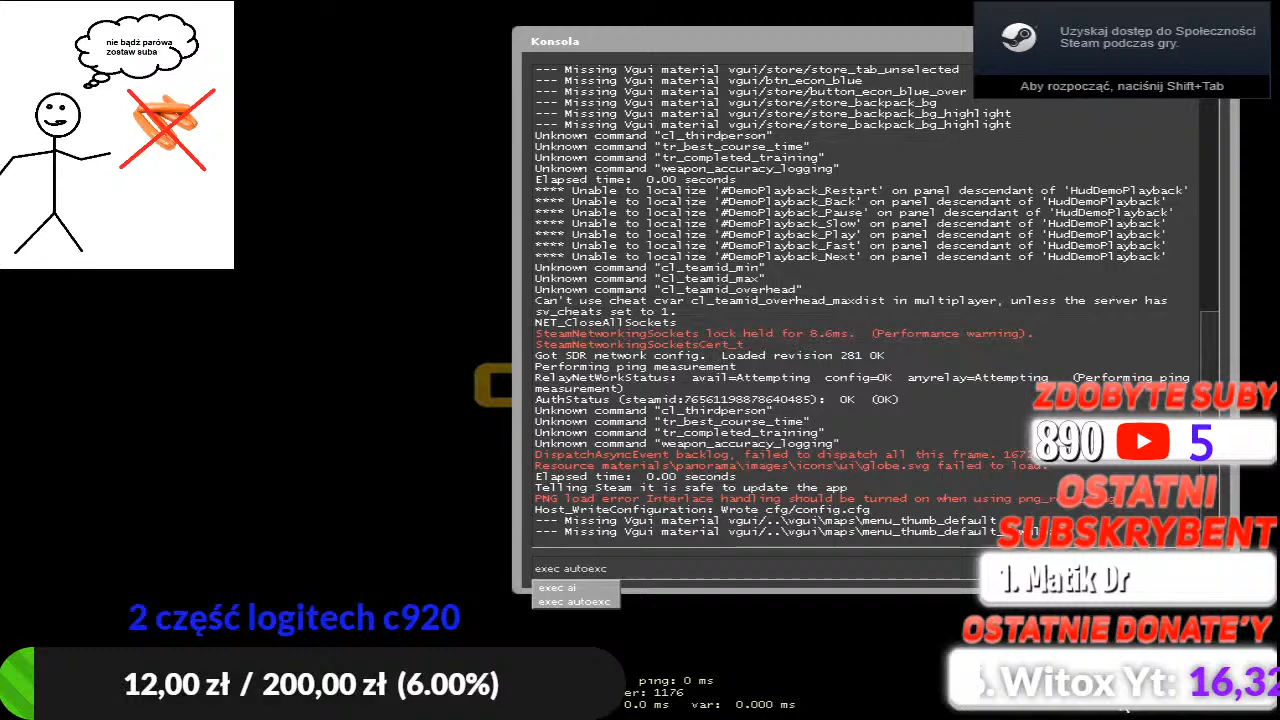 nie bądź parówa
zostaw suba
Konsola
Uzyskaj dostęp do Społeczności
Steam podczas gry.
Aby rozpocząć, naciśnij Shift+Tab
--- Missing Vgui material vgui/store/store_tab_unselected
--- Missing Vgui material vgui/btn_econ_blue
--- Missing Vgui material vgui/store/button_econ_blue_over
--- Missing Vgui material vgui/store/store_backpack_bg
--- Missing Vgui material vgui/store/store_backpack_bg_highlight
--- Missing Vgui material vgui/store/store_backpack_bg_highlight
Unknown command "cl_thirdperson"
Unknown command "tr_best_course_time"
Unknown command "tr_completed_training"
Unknown command "weapon_accuracy_logging"
Elapsed time: 0.00 seconds
**** Unable to localize '#DemoPlayback_Restart' on panel descendant of 'HudDemoPlayback'
**** Unable to localize '#DemoPlayback_Back' on panel descendant of 'HudDemoPlayback'
**** Unable to localize '#DemoPlayback_Pause' on panel descendant of 'HudDemoPlayback'
**** Unable to localize '#DemoPlayback_Slow' on panel descendant of 'HudDemoPlayback'
**** Unable to localize '#DemoPlayback_Play' on panel descendant of 'HudDemoPlayback'
**** Unable to localize '#DemoPlayback_Fast' on panel descendant of 'HudDemoPlayback'
**** Unable to localize '#DemoPlayback_Next' on panel descendant of 'HudDemoPlayback'
Unknown command "cl_teamid_min"
Unknown command "cl_teamid_max"
Unknown command "cl_teamid_overhead"
Can't use cheat cvar cl_teamid_overhead_maxdist in multiplayer, unless the server has
sv_cheats set to 1.
NET_CloseAllSockets
SteamNetworkingSockets lock held for 8.6ms. (Performance warning).
SteamNetworkingSocketsCert_t
Got SDR network config. Loaded revision 281 OK
Performing ping measurement
RelayNetWorkStatus: avail=Attempting config=OK anyrelay=Attempting (Performing ping
measurement)
AuthStatus (steamid:76561198878640485): OK (OK)
Unknown command "cl_thirdperson"
Unknown command "tr_best_course_time"
Unknown command "tr_completed_training"
Unknown command "weapon_accuracy_logging"
DispatchAsyncEvent backlog, failed to dispatch all this frame. 167
Resource materials\panorama\images\icons\ui\globe.svg failed to load.
Elapsed time: 0.00 seconds
Telling Steam it is safe to update the app
PNG load error Interlace handling should be turned on when using
Host_WriteConfiguration: Wrote cfg/config.cfg
--- Missing Vgui material vgui/..\vgui\maps\menu_thumb_default
--- Missing Vgui material vgui/..\vgui\maps\menu_thumb_default
exec autoexc
exec ai
exec autoexc
ZDOBYTE SUBY
890 5
OSTATNI
SUBSKRYBENT
1. Matik Dr
OSTATNIE DONATE'Y
Witox Yt: 16,32
2 część logitech c920
12,00 zł / 200,00 zł (6.00%)
ping: 0 ms
er: 1176
0.0 ms var: 0.000 ms